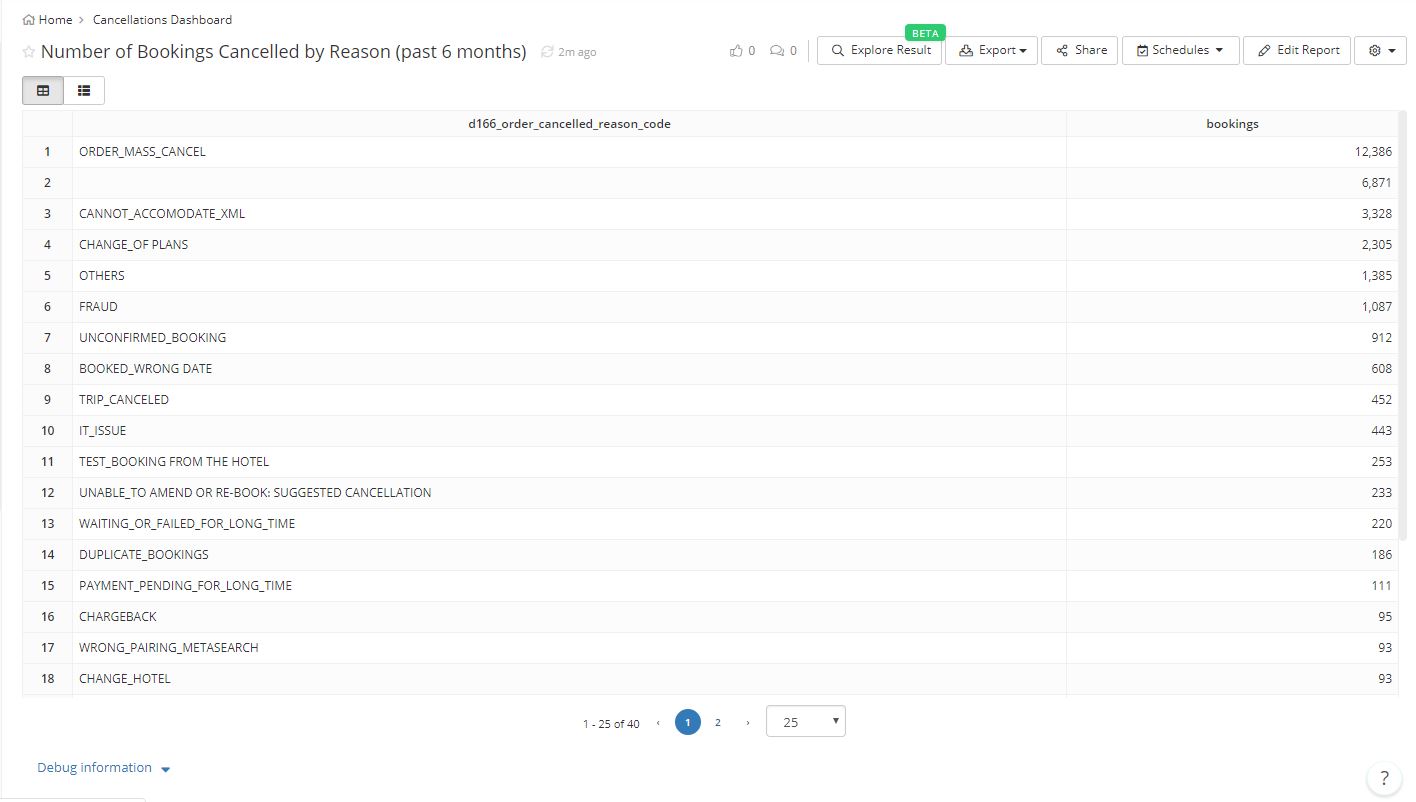 Home > Cancellations Dashboard
Number of Bookings Cancelled by Reason (past 6 months) 2m ago 0 0 BETA Explore Result Export Share Schedules Edit Report
d166_order_cancelled_reason_code bookings
1 ORDER_MASS_CANCEL 12,386
2 6,871
3 CANNOT_ACCOMODATE_XML 3,328
4 CHANGE_OF PLANS 2,305
5 OTHERS 1,385
6 FRAUD 1,087
7 UNCONFIRMED_BOOKING 912
8 BOOKED_WRONG DATE 608
9 TRIP_CANCELED 452
10 IT_ISSUE 443
11 TEST_BOOKING FROM THE HOTEL 253
12 UNABLE_TO AMEND OR RE-BOOK: SUGGESTED CANCELLATION 233
13 WAITING_OR_FAILED_FOR_LONG_TIME 220
14 DUPLICATE_BOOKINGS 186
15 PAYMENT_PENDING_FOR_LONG_TIME 111
16 CHARGEBACK 95
17 WRONG_PAIRING_METASEARCH 93
18 CHANGE_HOTEL 93
1 - 25 of 40 ‹ 1 2 › 25
Debug information
?